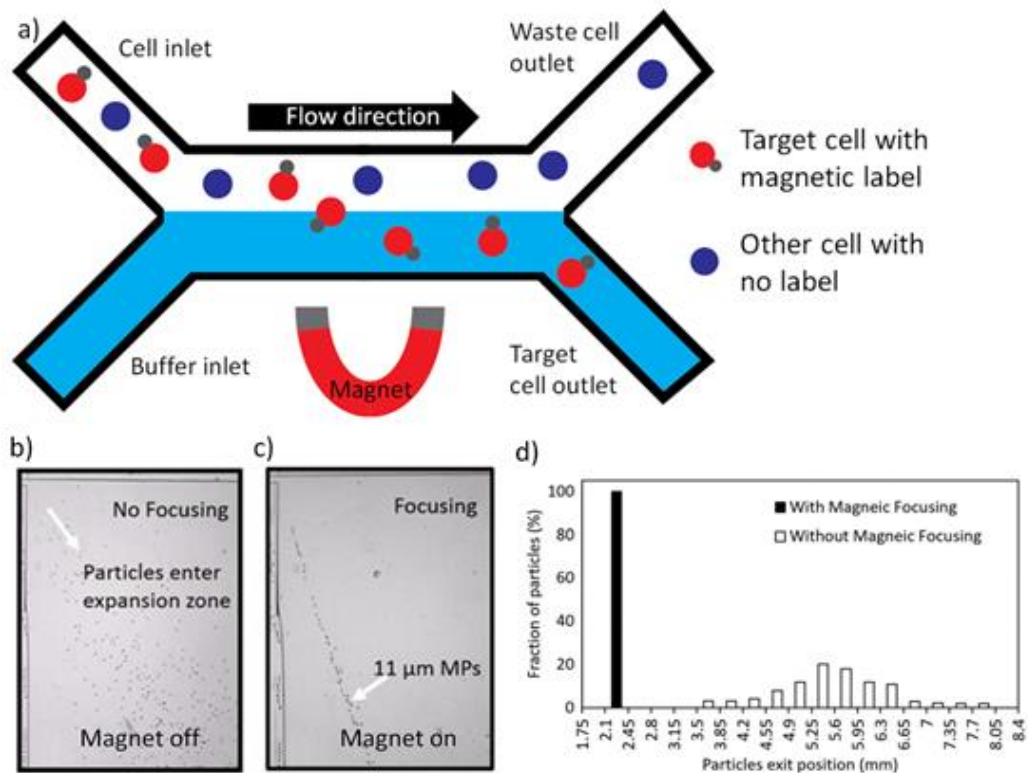 a)
Cell inlet
Waste cell
outlet
Flow direction
Target cell with
magnetic label
Other cell with
no label
Buffer inlet
Magnet
Target
cell outlet
b)
No Focusing
Particles enter
expansion zone
Magnet off
c)
Focusing
11 µm MPs
Magnet on
d)
Fraction of particles (%)
100
80
60
40
20
0
With Magneic Focusing
Without Magneic Focusing
1.75
2.1
2.45
2.8
3.15
3.5
3.85
4.2
4.55
4.9
5.25
5.6
5.95
6.3
6.65
7
7.35
7.7
8.05
8.4
Particles exit position (mm)